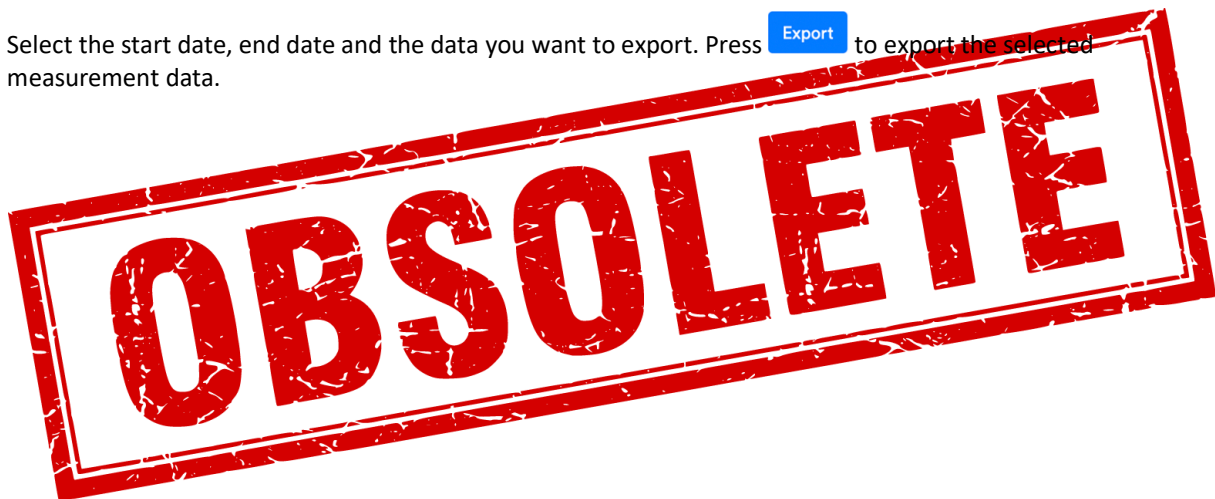 Select the start date, end date and the data you want to export. Press Export to export the selected
measurement data.
OBSOLETE